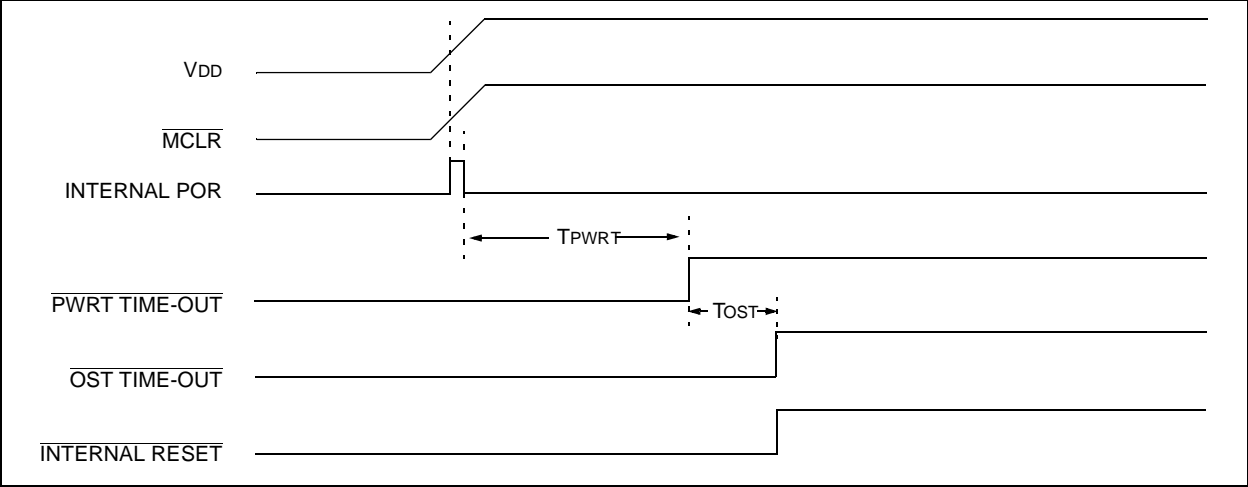 VDD
MCLR
INTERNAL POR
TPWRT
PWRT TIME-OUT
TOST
OST TIME-OUT
INTERNAL RESET